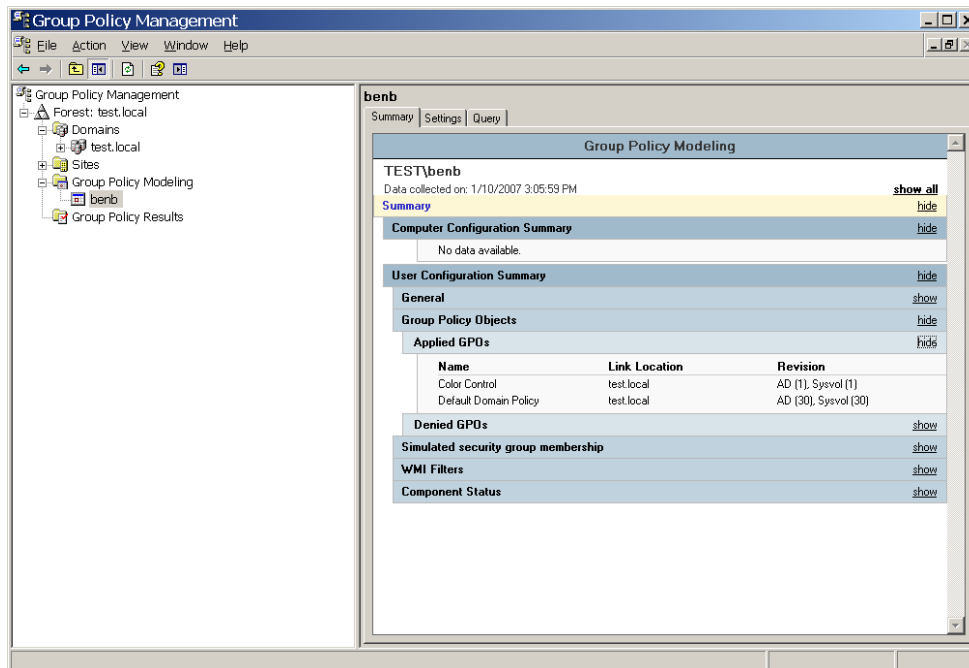 Group Policy Management
File Action View Window Help
Group Policy Management
Forest: test.local
Domains
test.local
Sites
Group Policy Modeling
benb
Group Policy Results
benb
Summary Settings Query
Group Policy Modeling
TEST\benb
Data collected on: 1/10/2007 3:05:59 PM show all
Summary hide
Computer Configuration Summary hide
No data available.
User Configuration Summary hide
General show
Group Policy Objects hide
Applied GPOs hide
Name Link Location Revision
Color Control test.local AD (1), Sysvol (1)
Default Domain Policy test.local AD (30), Sysvol (30)
Denied GPOs show
Simulated security group membership show
WMI Filters show
Component Status show